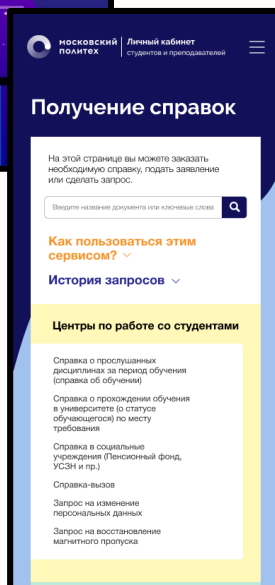 московский
политех
Личный кабинет
студентов и преподавателей
Получение справок
На этой странице вы можете заказать
необходимую справку, подать заявление
или сделать запрос.
Введите название документа или ключевые слова
Как пользоваться этим
сервисом?
История запросов
Центры по работе со студентами
Справка о прослушанных
дисциплинах за период обучения
(справка об обучении)
Справка о прохождении обучения
в университете (о статусе
обучающегося) по месту
требования
Справка в социальные
учреждения (Пенсионный фонд,
УСЗН и пр.)
Справка-вызов
Запрос на изменение
персональных данных
Запрос на восстановление
магнитного пропуска